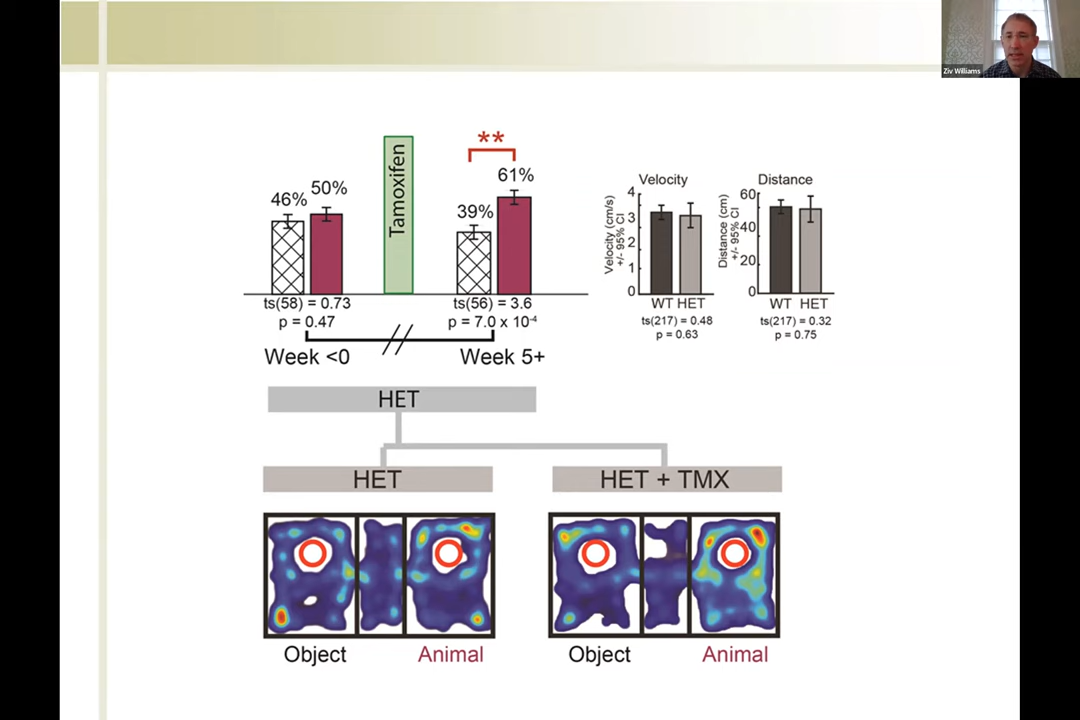 Ziv Williams
**
46%
50%
Tamoxifen
39%
61%
ts(58) = 0.73
p = 0.47
ts(56) = 3.6
p = 7.0 x 10⁻⁴
Week <0
Week 5+
Velocity
Velocity (cm/s)
+/- 95% CI
4
3
2
1
0
WT HET
ts(217) = 0.48
p = 0.63
Distance
Distance (cm)
+/- 95% CI
60
40
20
0
WT HET
ts(217) = 0.32
p = 0.75
HET
HET
HET + TMX
Object
Animal
Object
Animal